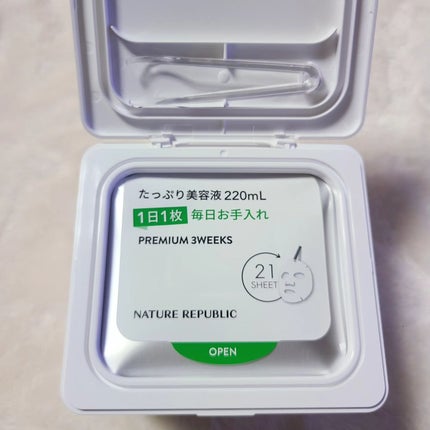 たっぷり美容液 220mL
1日1枚 毎日お手入れ
PREMIUM 3WEEKS
21
SHEET
NATURE REPUBLIC
OPEN